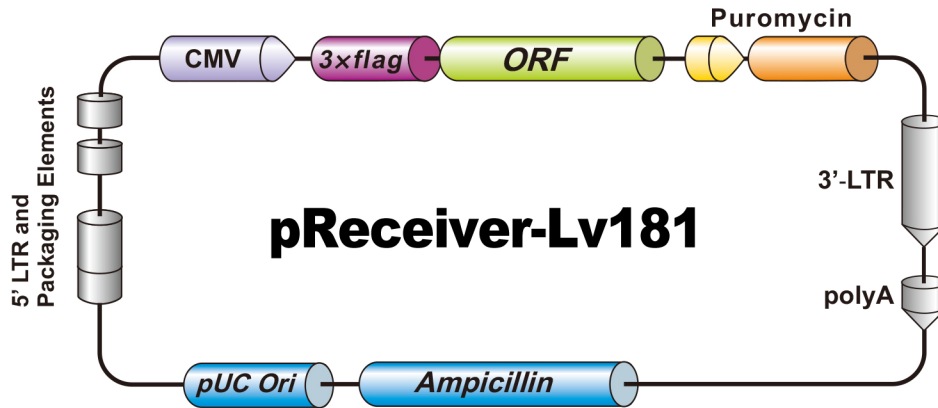 Puromycin
CMV
3×flag
ORF
5' LTR and
Packaging Elements
3'-LTR
pReceiver-Lv181
polyA
pUC Ori
Ampicillin